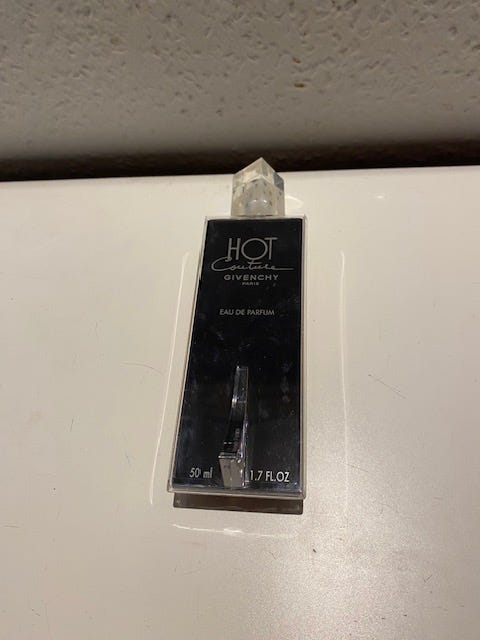 HOT
Couture
GIVENCHY
PARIS
EAU DE PARFUM
50 ml 1.7 FL.OZ